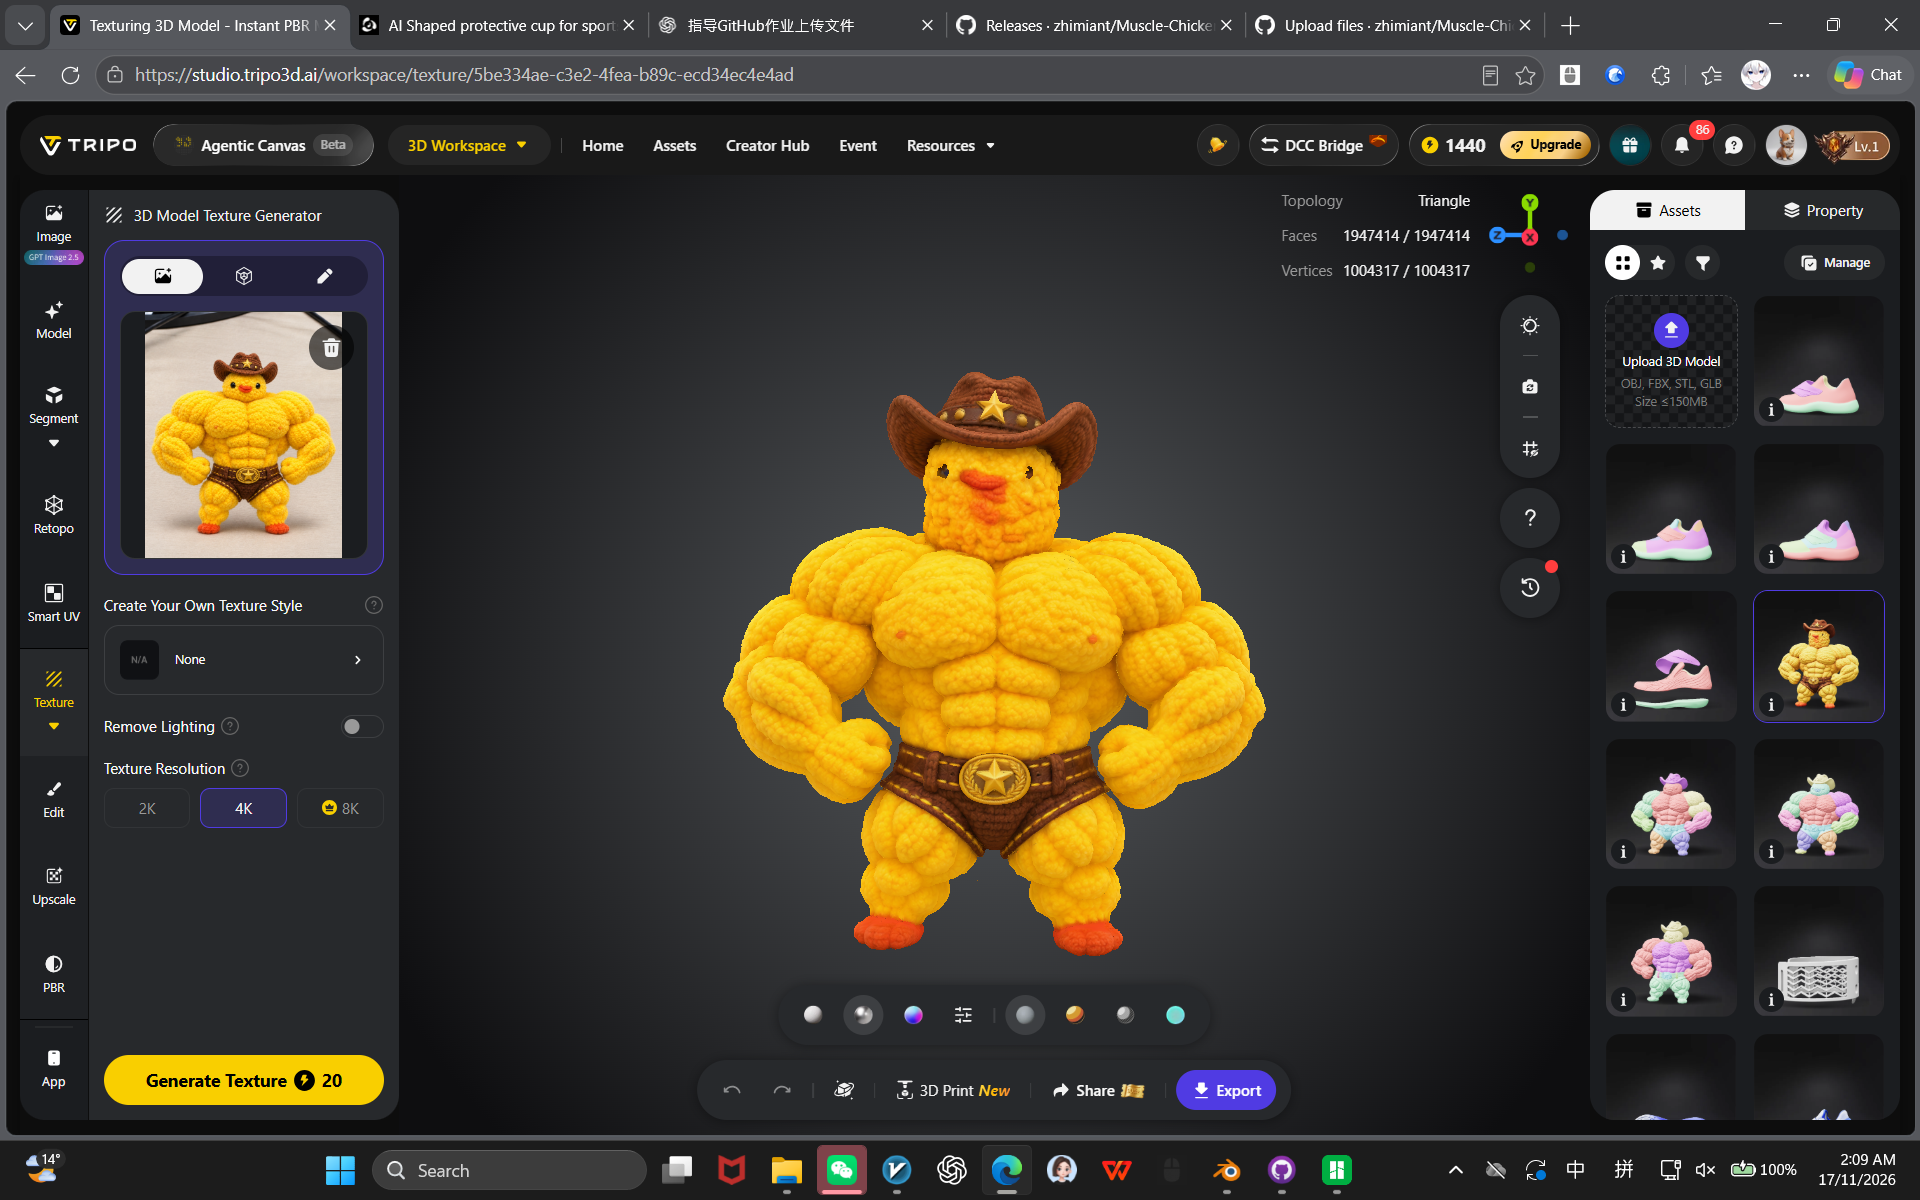 Texturing 3D Model - Instant PBR
AI Shaped protective cup for sport
指导GitHub作业上传文件
Releases · zhimiant/Muscle-Chicke
Upload files · zhimiant/Muscle-Chi
https://studio.tripo3d.ai/workspace/texture/5be334ae-c3e2-4fea-b89c-ecd34ec4e4ad
Chat
TRIPO
Agentic Canvas Beta
3D Workspace
Home
Assets
Creator Hub
Event
Resources
DCC Bridge
1440
Upgrade
86
Lv.1
Image
GPT Image 2.5
Model
Segment
Retopo
Smart UV
Texture
Edit
Upscale
PBR
App
3D Model Texture Generator
Create Your Own Texture Style
N/A
None
Remove Lighting
Texture Resolution
2K
4K
8K
Generate Texture 20
Topology Triangle
Faces 1947414 / 1947414
Vertices 1004317 / 1004317
Y
Z
X
3D Print New
Share
Export
Assets
Property
Manage
Upload 3D Model
OBJ, FBX, STL, GLB
Size ≤150MB
14°
Search
中
拼
100%
2:09 AM
17/11/2026